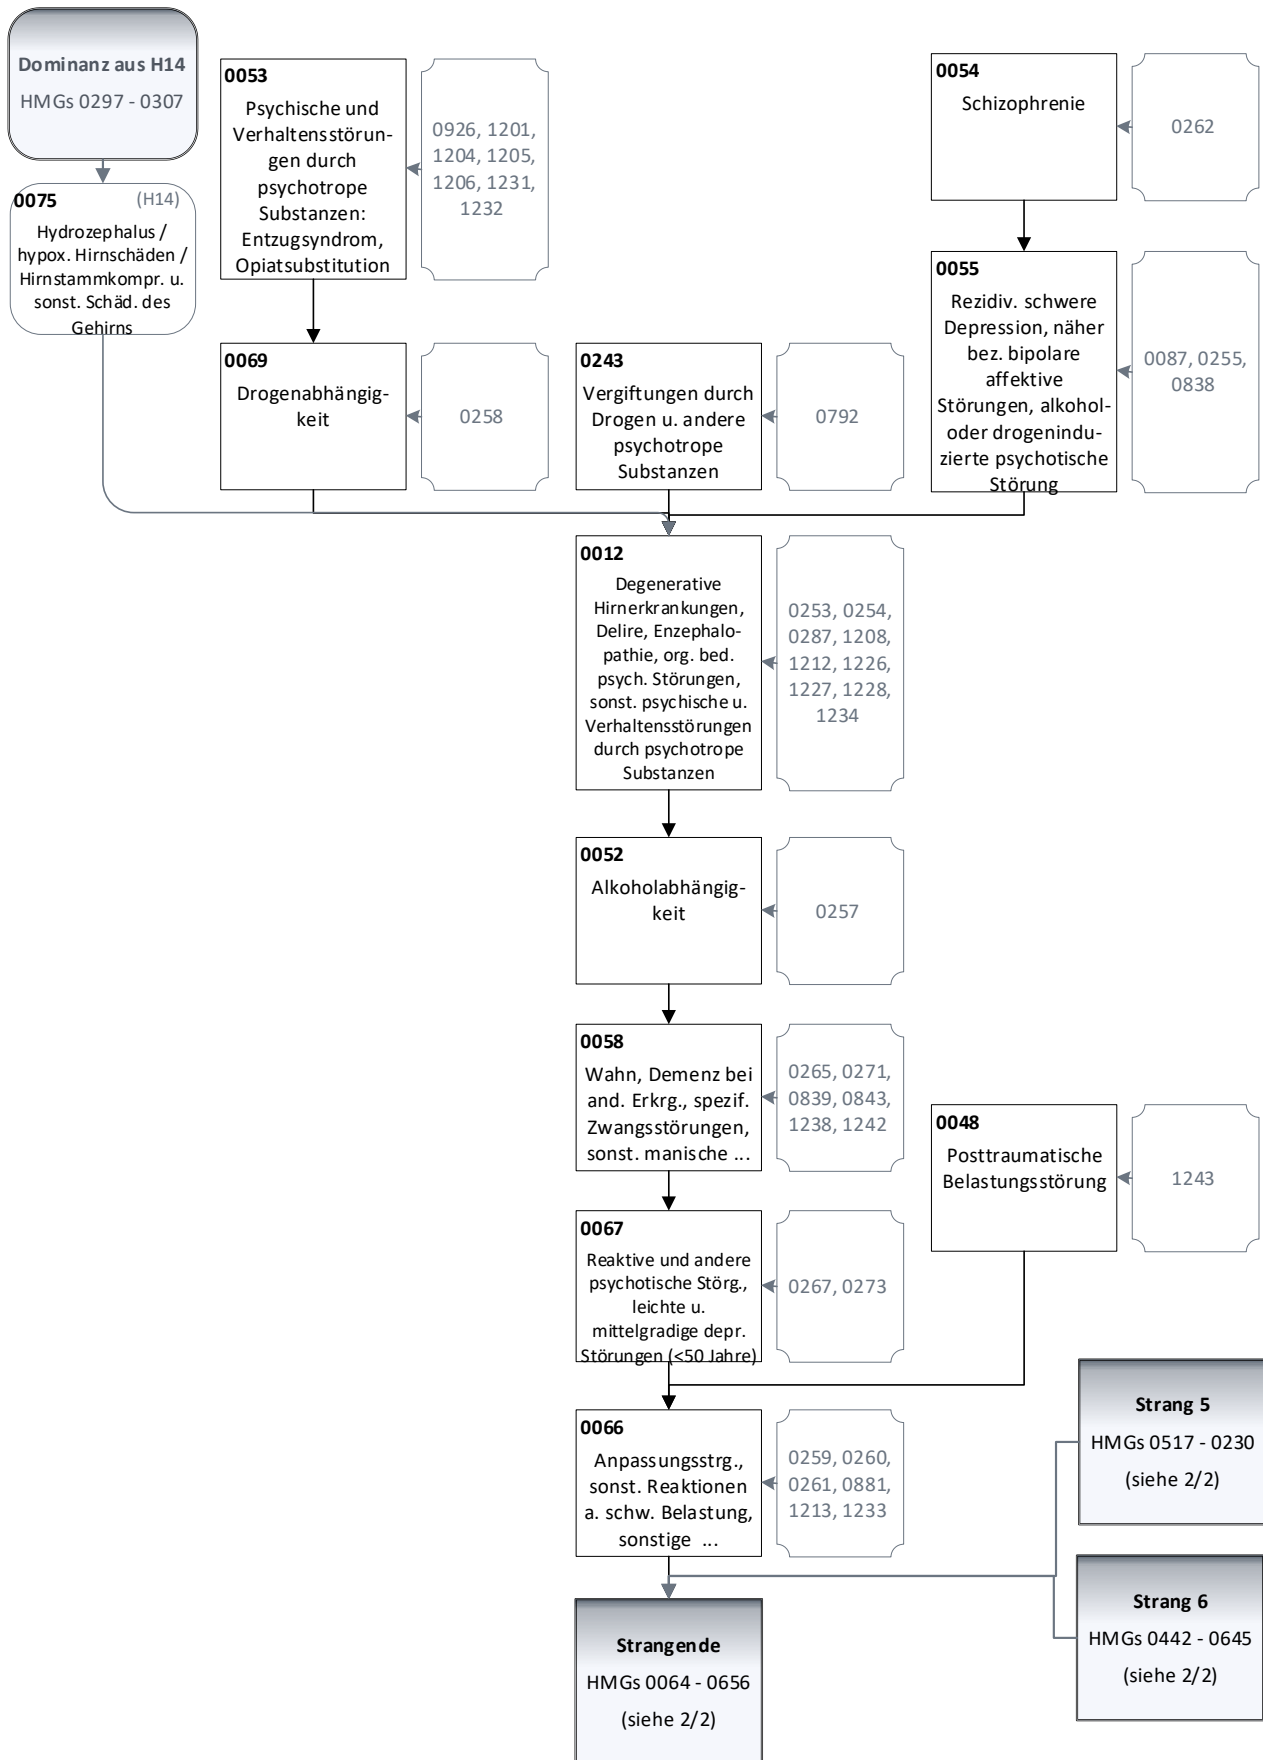 Dominanz aus H14
HMGs 0297 - 0307
0075
(H14)
Hydrozephalus /
hypox. Hirnschäden /
Hirnstammkompr. u.
sonst. Schäd. des
Gehirns
0053
Psychische und
Verhaltensstörun-
gen durch
psychotrope
Substanzen:
Entzugsyndrom,
Opiatsubstitution
0926, 1201,
1204, 1205,
1206, 1231,
1232
0054
Schizophrenie
0262
0055
Rezidiv. schwere
Depression, näher
bez. bipolare
affektive
Störungen, alkohol-
oder drogenindu-
zierte psychotische
Störung
0087, 0255,
0838
0069
Drogenabhängig-
keit
0258
0243
Vergiftungen durch
Drogen u. andere
psychotrope
Substanzen
0792
0012
Degenerative
Hirnerkrankungen,
Delire, Enzephalo-
pathie, org. bed.
psych. Störungen,
sonst. psychische u.
Verhaltensstörungen
durch psychotrope
Substanzen
0253, 0254,
0287, 1208,
1212, 1226,
1227, 1228,
1234
0052
Alkoholabhängig-
keit
0257
0058
Wahn, Demenz bei
and. Erkrg., spezif.
Zwangsstörungen,
sonst. manische ...
0265, 0271,
0839, 0843,
1238, 1242
0048
Posttraumatische
Belastungsstörung
1243
0067
Reaktive und andere
psychotische Störg.,
leichte u.
mittelgradige depr.
Störungen (<50 Jahre)
0267, 0273
0066
Anpassungsstrg.,
sonst. Reaktionen
a. schw. Belastung,
sonstige ...
0259, 0260,
0261, 0881,
1213, 1233
Strang 5
HMGs 0517 - 0230
(siehe 2/2)
Strang 6
HMGs 0442 - 0645
(siehe 2/2)
Strangende
HMGs 0064 - 0656
(siehe 2/2)